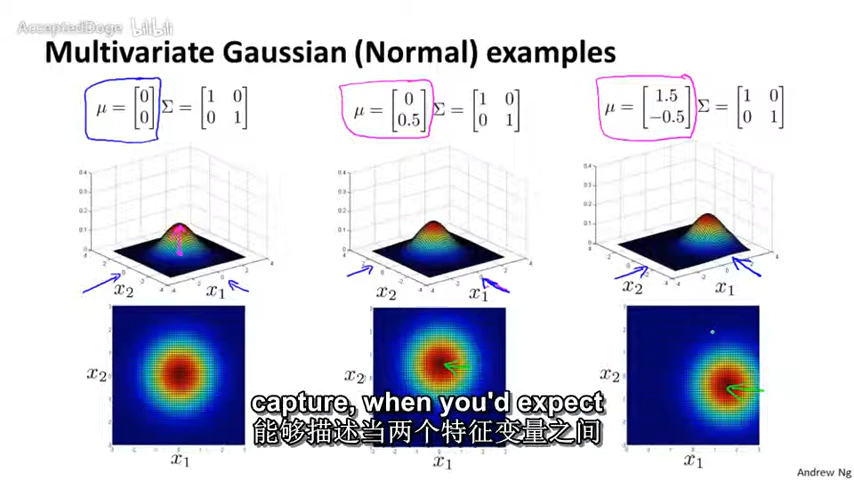 AcceptedDoge bilibili
Multivariate Gaussian (Normal) examples
μ = [0 0] Σ = [1 0 0 1]
μ = [0 0.5] Σ = [1 0 0 1]
μ = [1.5 −0.5] Σ = [1 0 0 1]
x₂ x₁
x₂ x₁
x₂ x₁
x₂
x₂
x₂
capture, when you'd expect
能够描述当两个特征变量之间
x₁
x₁
x₁
Andrew Ng